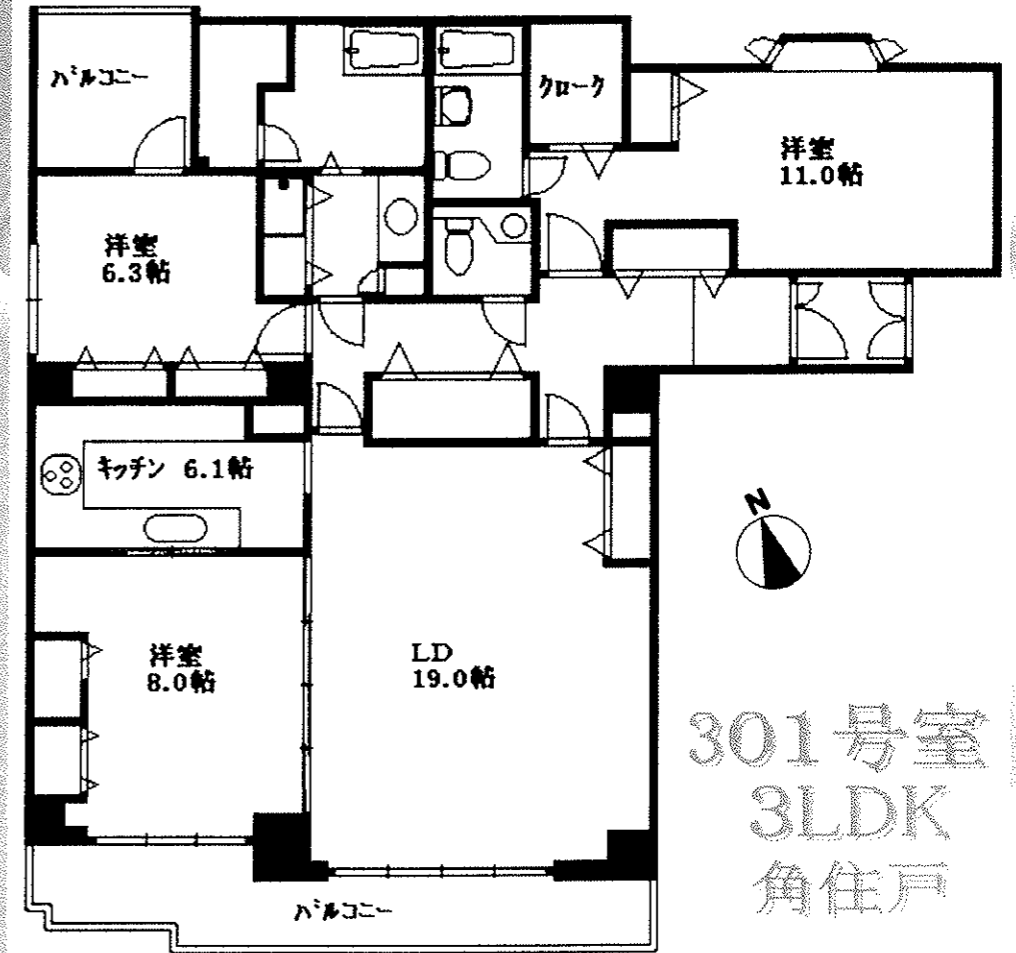 バルコニー
クローク
洋室
11.0帖
洋室
6.3帖
キッチン 6.1帖
N
洋室
8.0帖
LD
19.0帖
301号室
3LDK
角住戸
バルコニー